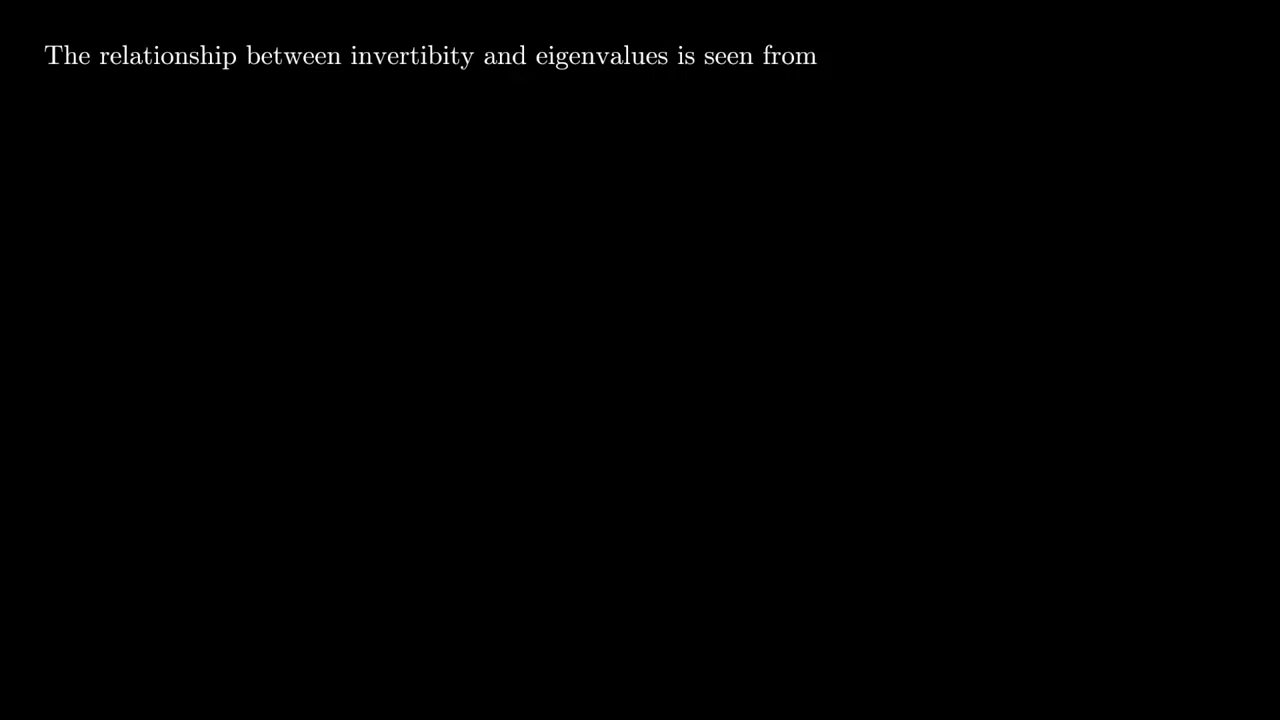 The relationship between invertibity and eigenvalues is seen from